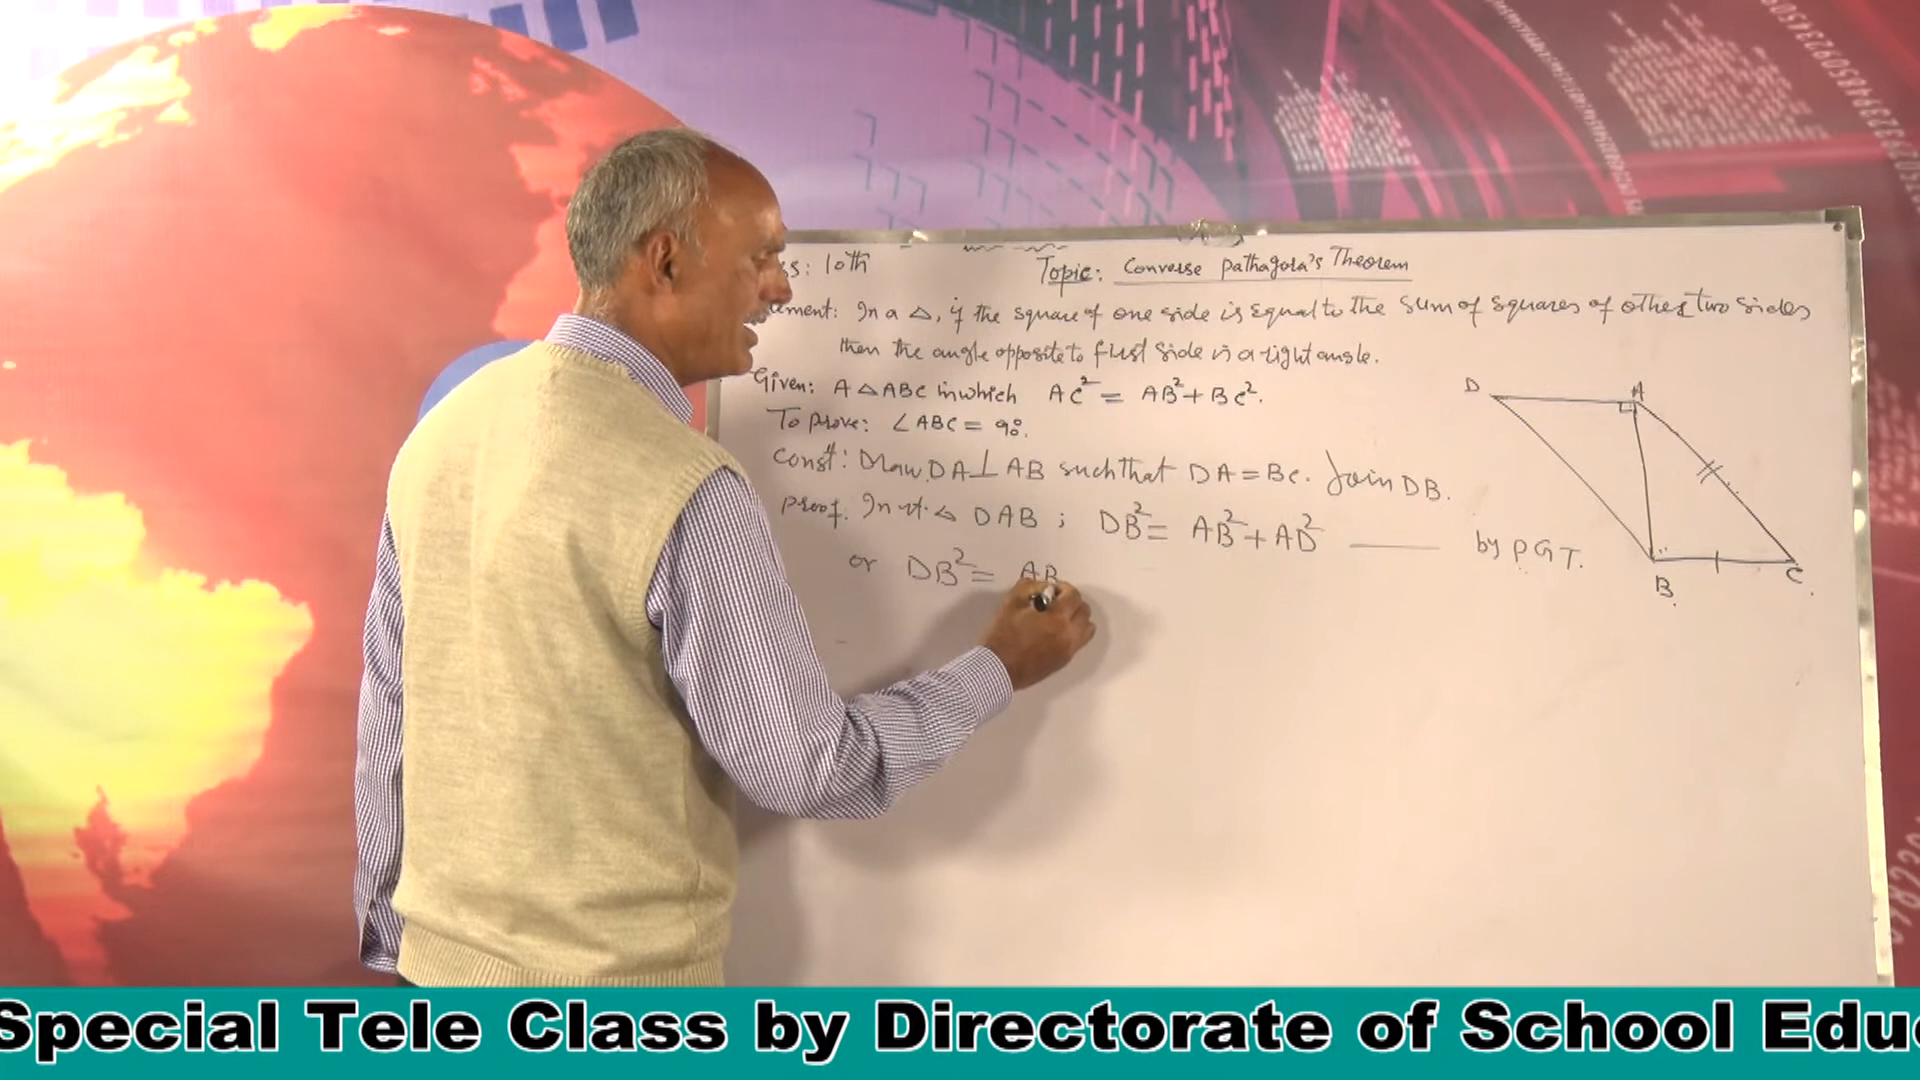 ss: 10th Topic: Converse Pathagora's Theorem
tement: In a △, if the square of one side is Equal to the Sum of Squares of other two sides
then the angle opposite to first side is a right angle.
Given: A △ABC in which AC² = AB² + BC².
To prove: ∠ABC = 90°.
Const: Draw DA ⊥ AB such that DA = BC. Join DB.
Proof. In rt. △ DAB ; DB² = AB² + AD² —— by P G T.
or DB² = AB
D
A
B
C
Special Tele Class by Directorate of School Edu